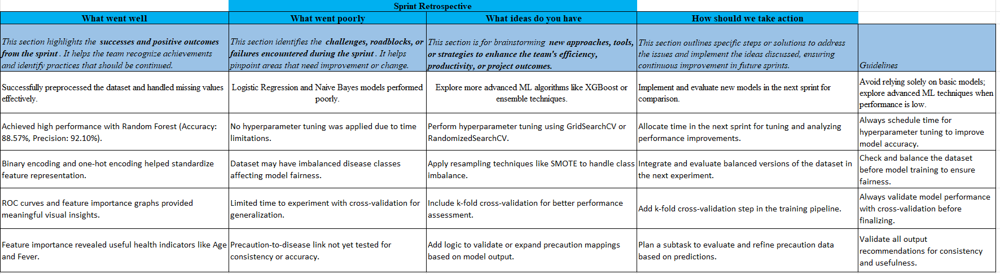 Sprint Retrospective
What went well
What went poorly
What ideas do you have
How should we take action
This section highlights the successes and positive outcomes
from the sprint. It helps the team recognize achievements
and identify practices that should be continued.
This section identifies the challenges, roadblocks, or
failures encountered during the sprint. It helps
pinpoint areas that need improvement or change.
This section is for brainstorming new approaches, tools,
or strategies to enhance the team's efficiency,
productivity, or project outcomes.
This section outlines specific steps or solutions to address
the issues and implement the ideas discussed, ensuring
continuous improvement in future sprints.
Guidelines
Successfully preprocessed the dataset and handled missing values
effectively.
Logistic Regression and Naive Bayes models performed
poorly.
Explore more advanced ML algorithms like XGBoost or
ensemble techniques.
Implement and evaluate new models in the next sprint for
comparison.
Avoid relying solely on basic models;
explore advanced ML techniques when
performance is low.
Achieved high performance with Random Forest (Accuracy:
88.57%, Precision: 92.10%).
No hyperparameter tuning was applied due to time
limitations.
Perform hyperparameter tuning using GridSearchCV or
RandomizedSearchCV.
Allocate time in the next sprint for tuning and analyzing
performance improvements.
Always schedule time for
hyperparameter tuning to improve
model accuracy.
Binary encoding and one-hot encoding helped standardize
feature representation.
Dataset may have imbalanced disease classes
affecting model fairness.
Apply resampling techniques like SMOTE to handle class
imbalance.
Integrate and evaluate balanced versions of the dataset in
the next experiment.
Check and balance the dataset
before model training to ensure
fairness.
ROC curves and feature importance graphs provided
meaningful visual insights.
Limited time to experiment with cross-validation for
generalization.
Include k-fold cross-validation for better performance
assessment.
Add k-fold cross-validation step in the training pipeline.
Always validate model performance
with cross-validation before
finalizing.
Feature importance revealed useful health indicators like Age
and Fever.
Precaution-to-disease link not yet tested for
consistency or accuracy.
Add logic to validate or expand precaution mappings
based on model output.
Plan a subtask to evaluate and refine precaution data
based on predictions.
Validate all output
recommendations for consistency
and usefulness.